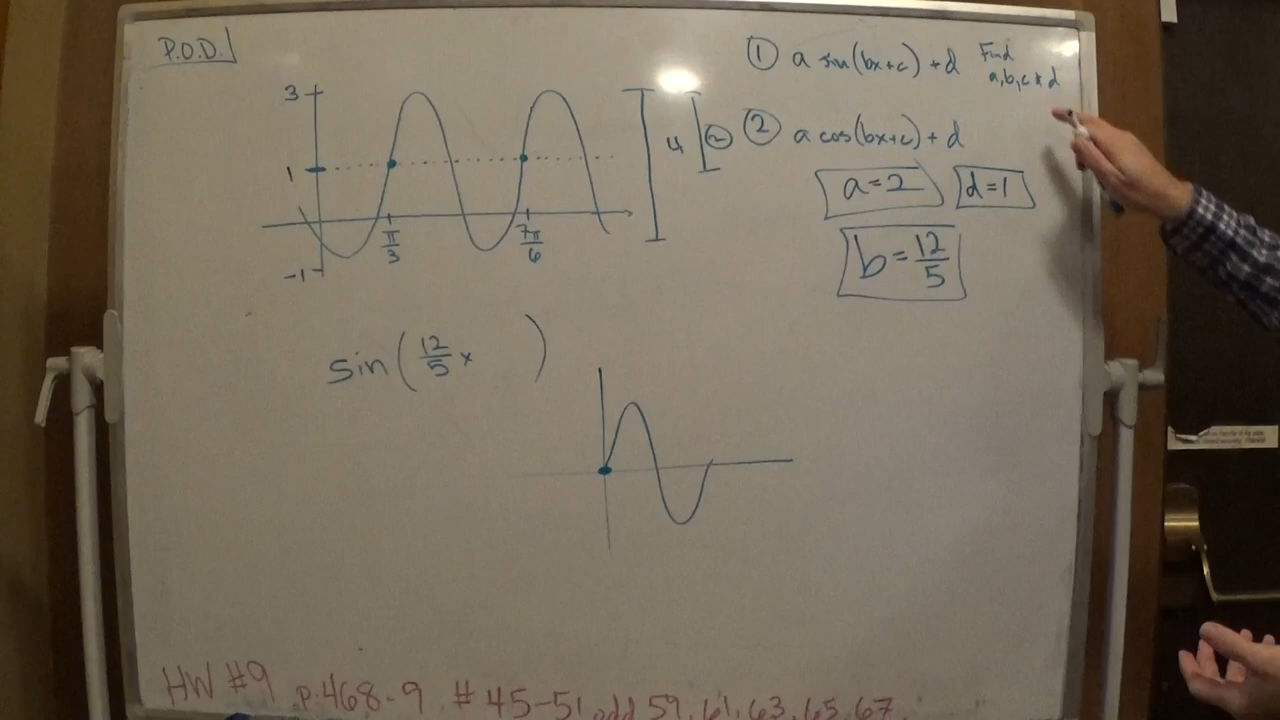 P.O.D.
① a sin(bx+c) + d Find
a,b,c & d
② a cos(bx+c) + d
3
1
-1
π/3
7π/6
4
②
a=2
d=1
b=12/5
sin(12/5 x )
HW #9 p.468-9 # 45-51 odd 59, 61, 63, 65, 67